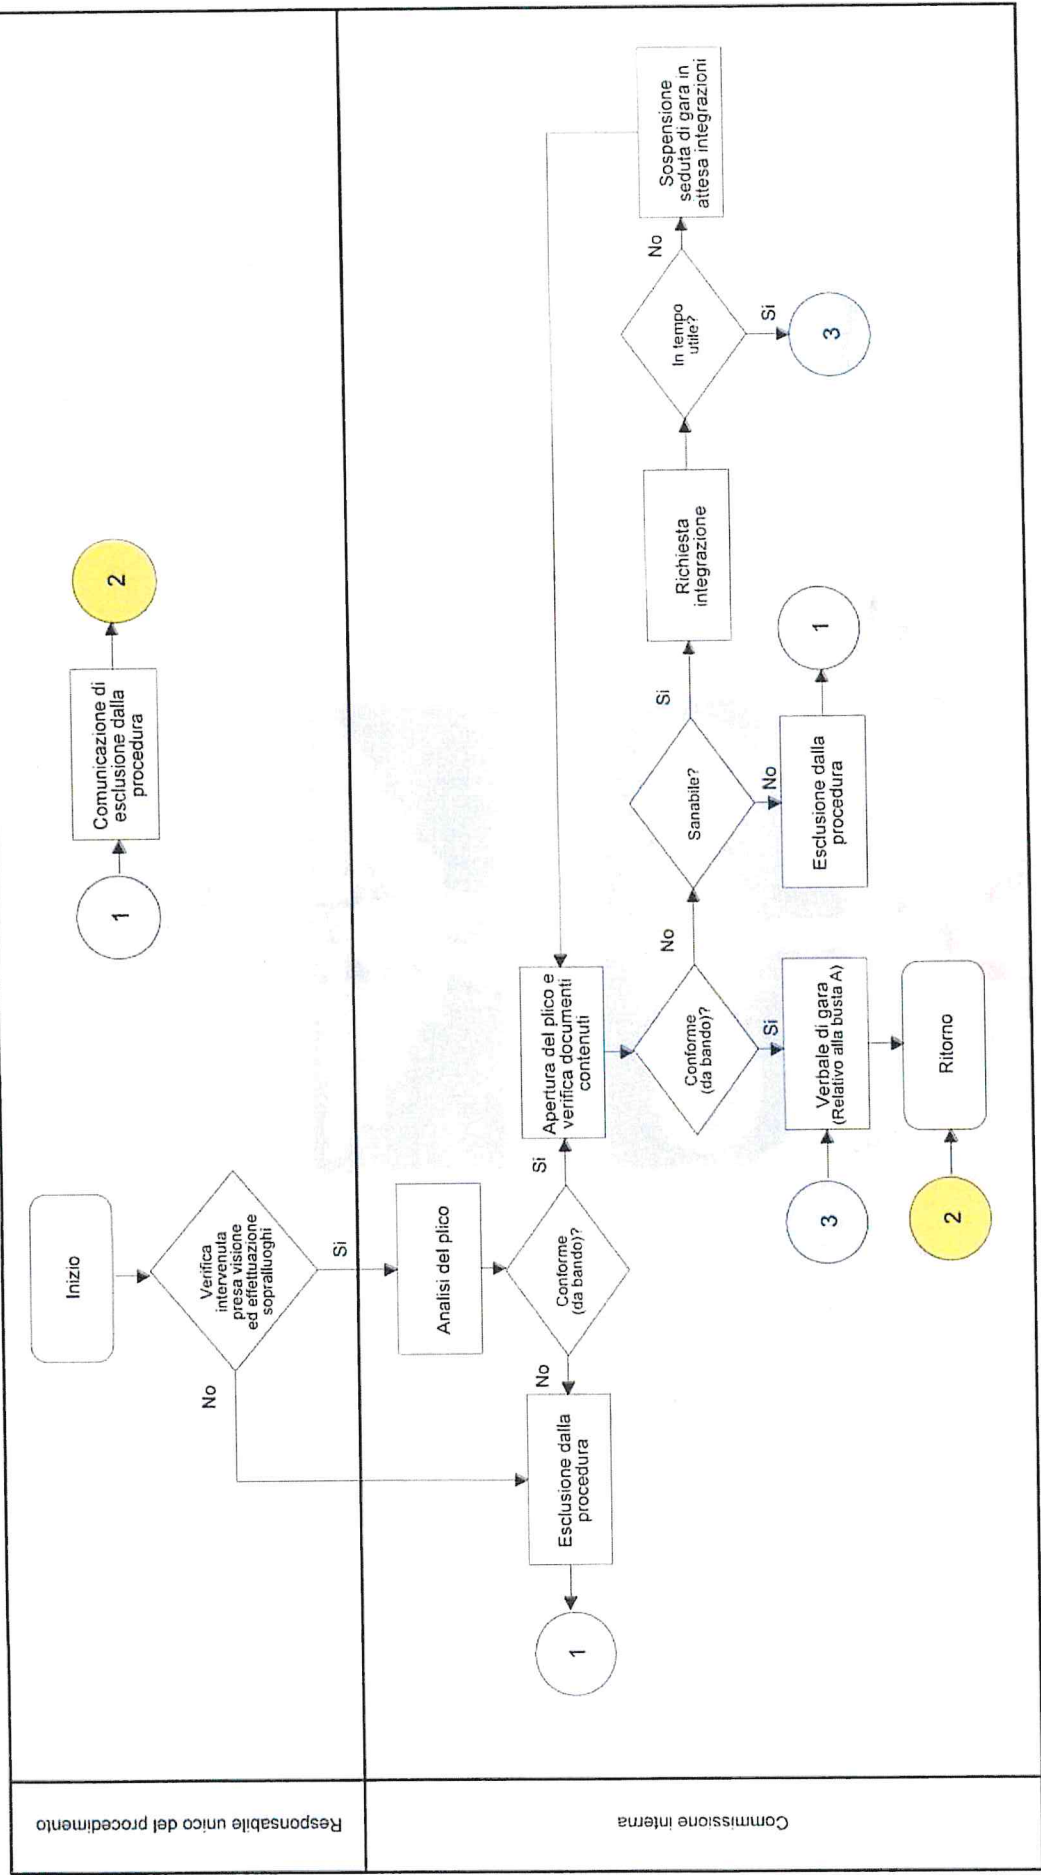 Responsabile unico del procedimento
Inizio
Verifica
intervenuta
presa visione
ed effettuazione
sopralluoghi
No
Si
1
Comunicazione di
esclusione dalla
procedura
2
Commissione interna
Analisi del plico
Conforme
(da bando)?
No
Si
Esclusione dalla
procedura
1
Apertura del plico e
verifica documenti
contenuti
Conforme
(da bando)?
No
Si
Sanabile?
Si
No
Richiesta
integrazione
In tempo
utile?
No
Si
Sospensione
seduta di gara in
attesa integrazioni
3
Esclusione dalla
procedura
1
3
Verbale di gara
(Relativo alla busta A)
2
Ritorno